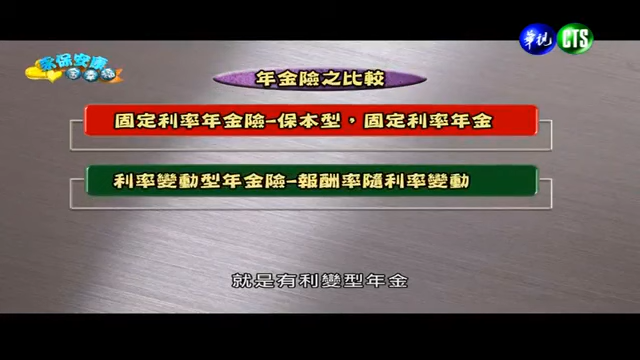 華視 CTS
年金險之比較
固定利率年金險-保本型，固定利率年金
利率變動型年金險-報酬率隨利率變動
就是有利變型年金